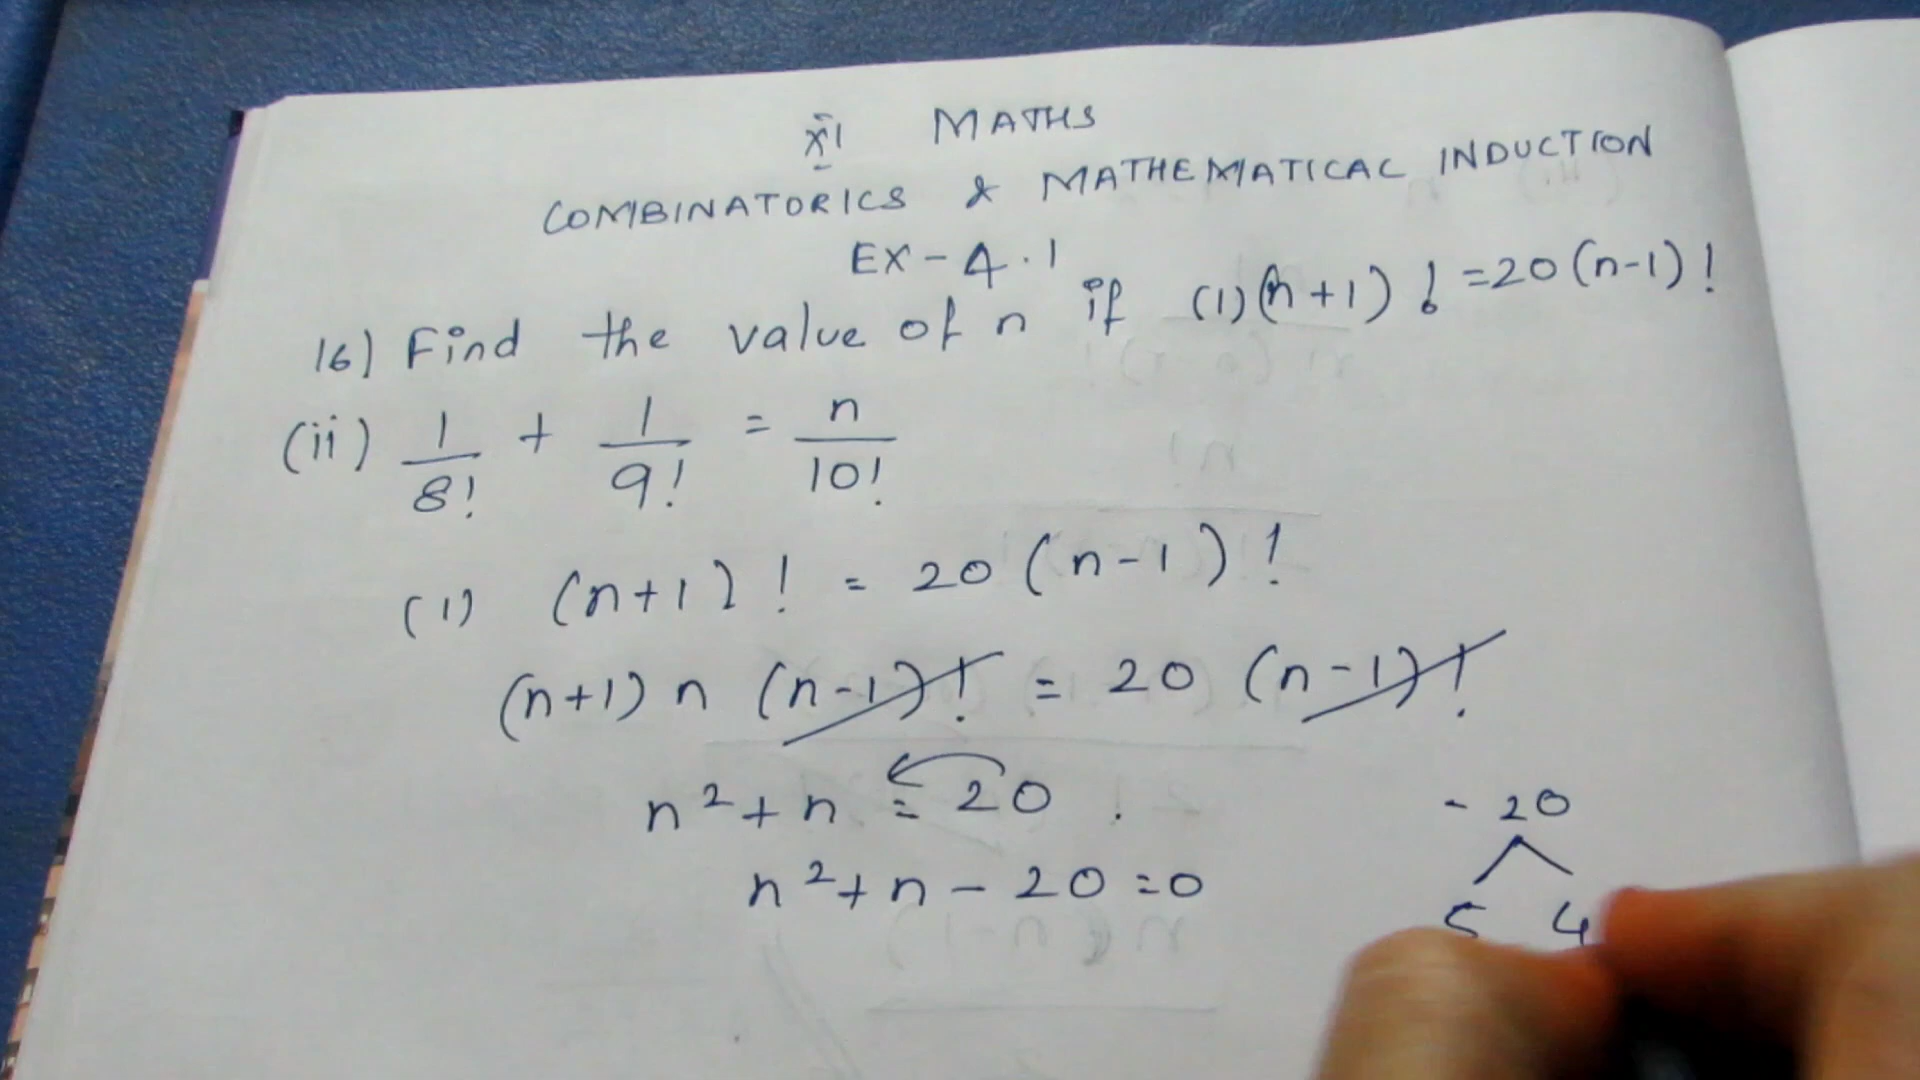 XI MATHS
COMBINATORICS & MATHEMATICAL INDUCTION
EX-4.1
16) Find the value of n if (1) (n+1)! = 20(n-1)!
(ii) 1/8! + 1/9! = n/10!
(1) (n+1)! = 20(n-1)!
(n+1) n (n-1)! = 20 (n-1)!
n²+n = 20
n²+n-20=0
-20
5 4